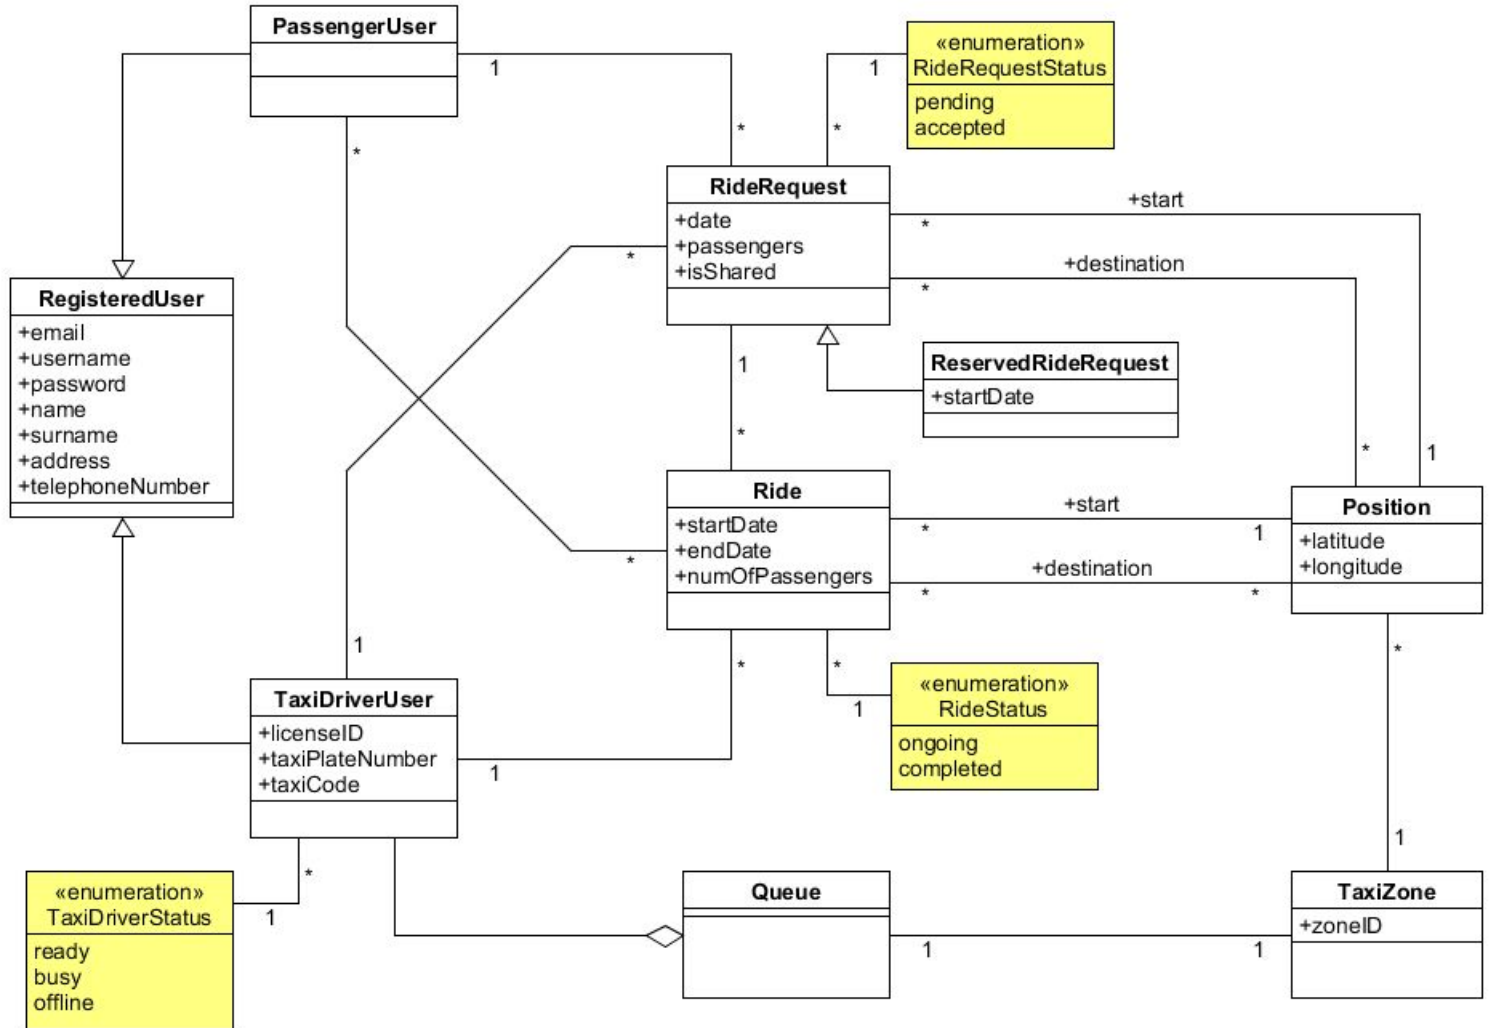 PassengerUser
1
*
*
«enumeration»
RideRequestStatus
pending
accepted
1
*
RideRequest
+date
+passengers
+isShared
*
+start
*
1
+destination
*
*
RegisteredUser
+email
+username
+password
+name
+surname
+address
+telephoneNumber
ReservedRideRequest
+startDate
1
*
Ride
+startDate
+endDate
+numOfPassengers
*
+start
*
1
+destination
*
*
Position
+latitude
+longitude
*
1
1
TaxiDriverUser
+licenseID
+taxiPlateNumber
+taxiCode
1
*
*
1
«enumeration»
RideStatus
ongoing
completed
«enumeration»
TaxiDriverStatus
ready
busy
offline
*
1
Queue
1
1
TaxiZone
+zoneID